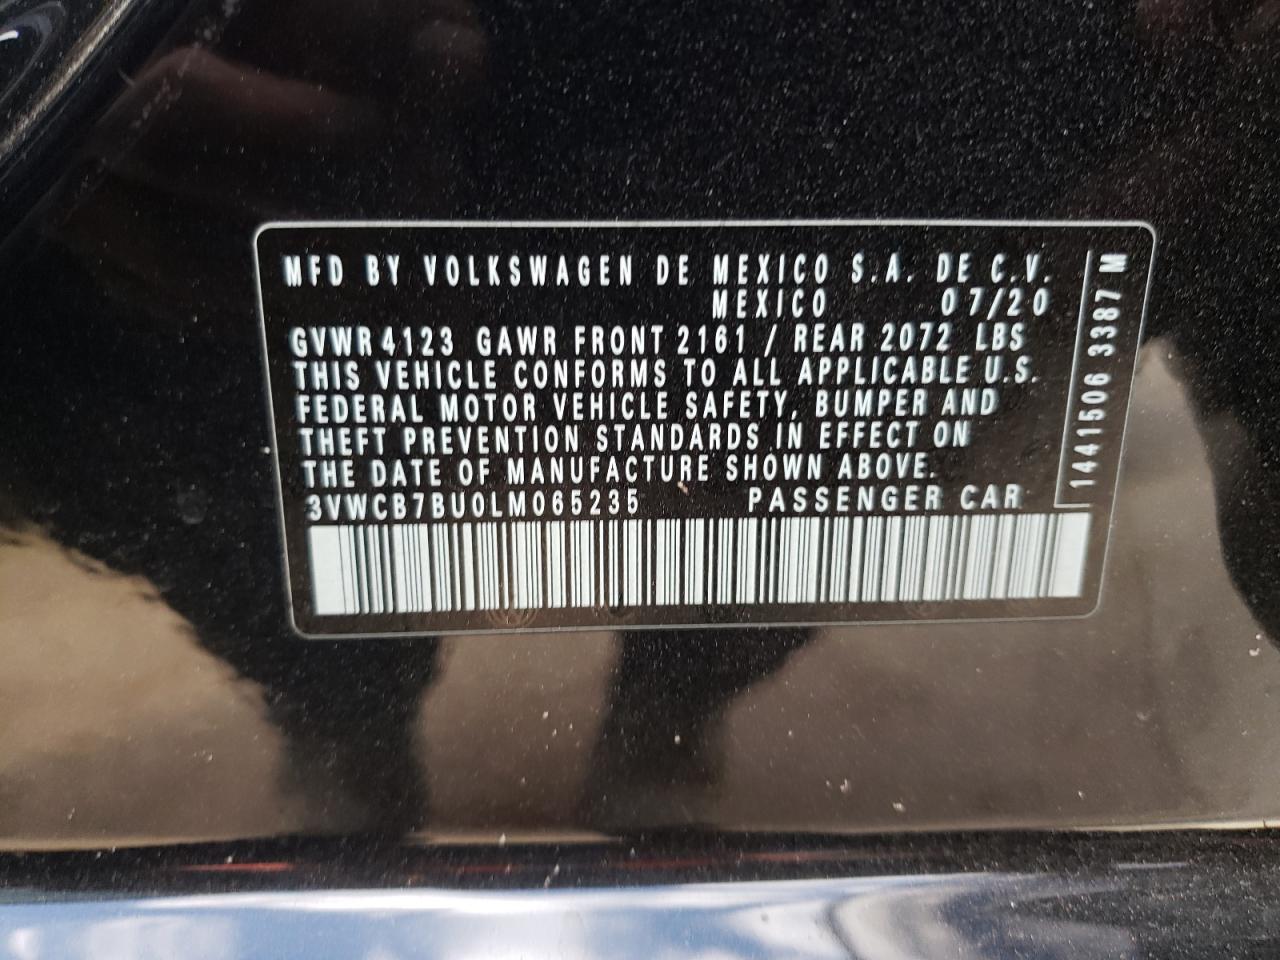 MFD BY VOLKSWAGEN DE MEXICO S.A. DE C.V.
MEXICO 07/20
GVWR 4123 GAWR FRONT 2161 / REAR 2072 LBS
THIS VEHICLE CONFORMS TO ALL APPLICABLE U.S.
FEDERAL MOTOR VEHICLE SAFETY, BUMPER AND
THEFT PREVENTION STANDARDS IN EFFECT ON
THE DATE OF MANUFACTURE SHOWN ABOVE.
3VWCB7BU0LM065235 PASSENGER CAR
1441506 3387 M